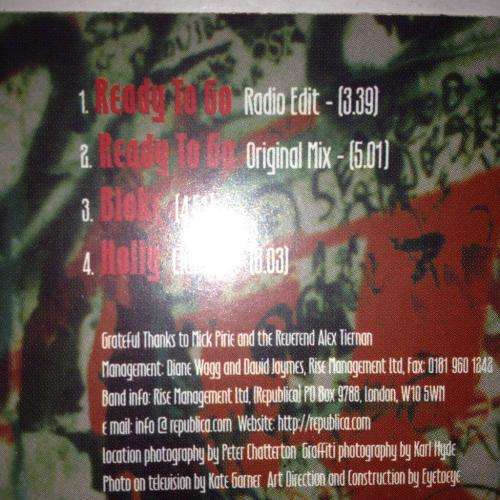 1. Ready To Go Radio Edit - (3.39)
2. Ready To Go Original Mix - (5.01)
3.
4. Holly
Grateful Thanks to Mick Pirie and the Reverend Alex Tiernan
Management: Diane Wagg and David Jaymes, Rise Management Ltd, Fax: 0181 960 1243
Band info: Rise Management Ltd, (Republica) PO Box 9788, London, W10 5WN
e mail: info @ republica.com Website: http://republica.com
Location photography by Peter Chatterton Graffiti photography by Karl Hyde
Photo on television by Kate Garner Art Direction and Construction by Eyetoeye